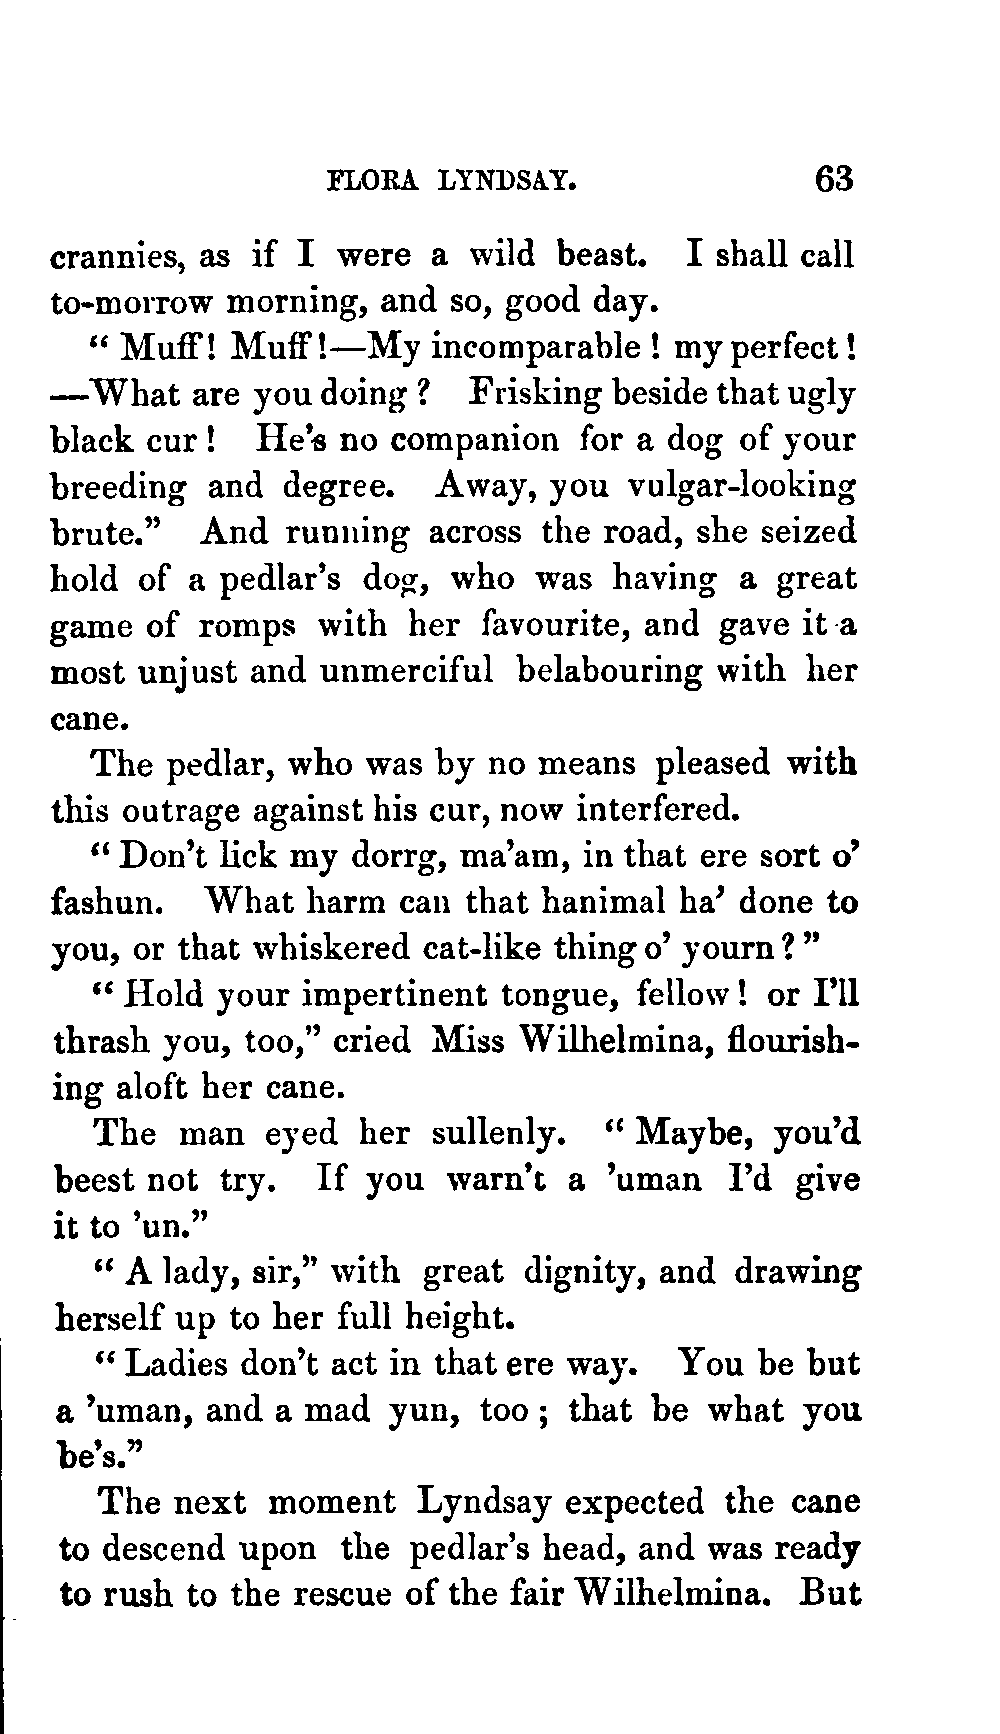 FLORA LYNDSAY. 63
crannies, as if I were a wild beast. I shall call
to-morrow morning, and so, good day.
“ Muff! Muff!—My incomparable ! my perfect !
—What are you doing ? Frisking beside that ugly
black cur ! He’s no companion for a dog of your
breeding and degree. Away, you vulgar-looking
brute.” And running across the road, she seized
hold of a pedlar’s dog, who was having a great
game of romps with her favourite, and gave it a
most unjust and unmerciful belabouring with her
cane.
The pedlar, who was by no means pleased with
this outrage against his cur, now interfered.
“ Don’t lick my dorrg, ma’am, in that ere sort o’
fashun. What harm can that hanimal ha’ done to
you, or that whiskered cat-like thing o’ yourn ? ”
“ Hold your impertinent tongue, fellow ! or I’ll
thrash you, too,” cried Miss Wilhelmina, flourish-
ing aloft her cane.
The man eyed her sullenly. “ Maybe, you’d
beest not try. If you warn’t a ’uman I’d give
it to ’un.”
“ A lady, sir,” with great dignity, and drawing
herself up to her full height.
“ Ladies don’t act in that ere way. You be but
a ’uman, and a mad yun, too ; that be what you
be’s.”
The next moment Lyndsay expected the cane
to descend upon the pedlar’s head, and was ready
to rush to the rescue of the fair Wilhelmina. But